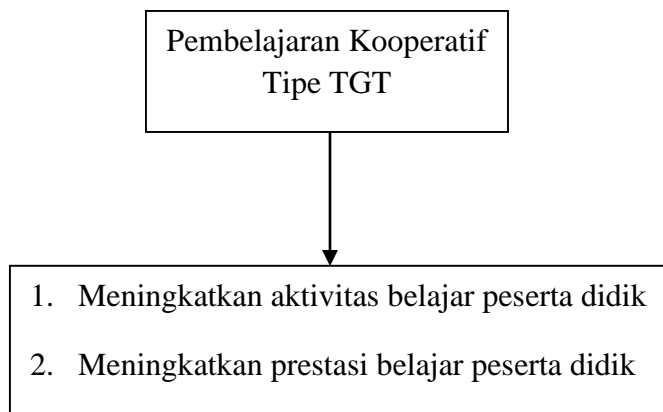 Pembelajaran Kooperatif
Tipe TGT
1. Meningkatkan aktivitas belajar peserta didik
2. Meningkatkan prestasi belajar peserta didik